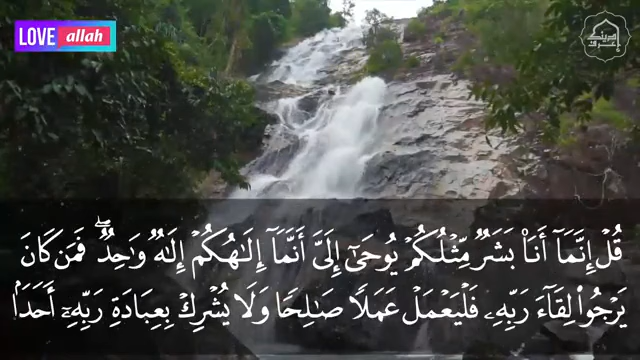 LOVE allah
قُلْ إِنَّمَآ أَنَا۠ بَشَرٌ مِّثْلُكُمْ يُوحَىٰٓ إِلَىَّ أَنَّمَآ إِلَـٰهُكُمْ إِلَـٰهٌ وَٰحِدٌ ۖ فَمَن كَانَ
يَرْجُوا۟ لِقَآءَ رَبِّهِۦ فَلْيَعْمَلْ عَمَلًا صَـٰلِحًا وَلَا يُشْرِكْ بِعِبَادَةِ رَبِّهِۦٓ أَحَدًۢا